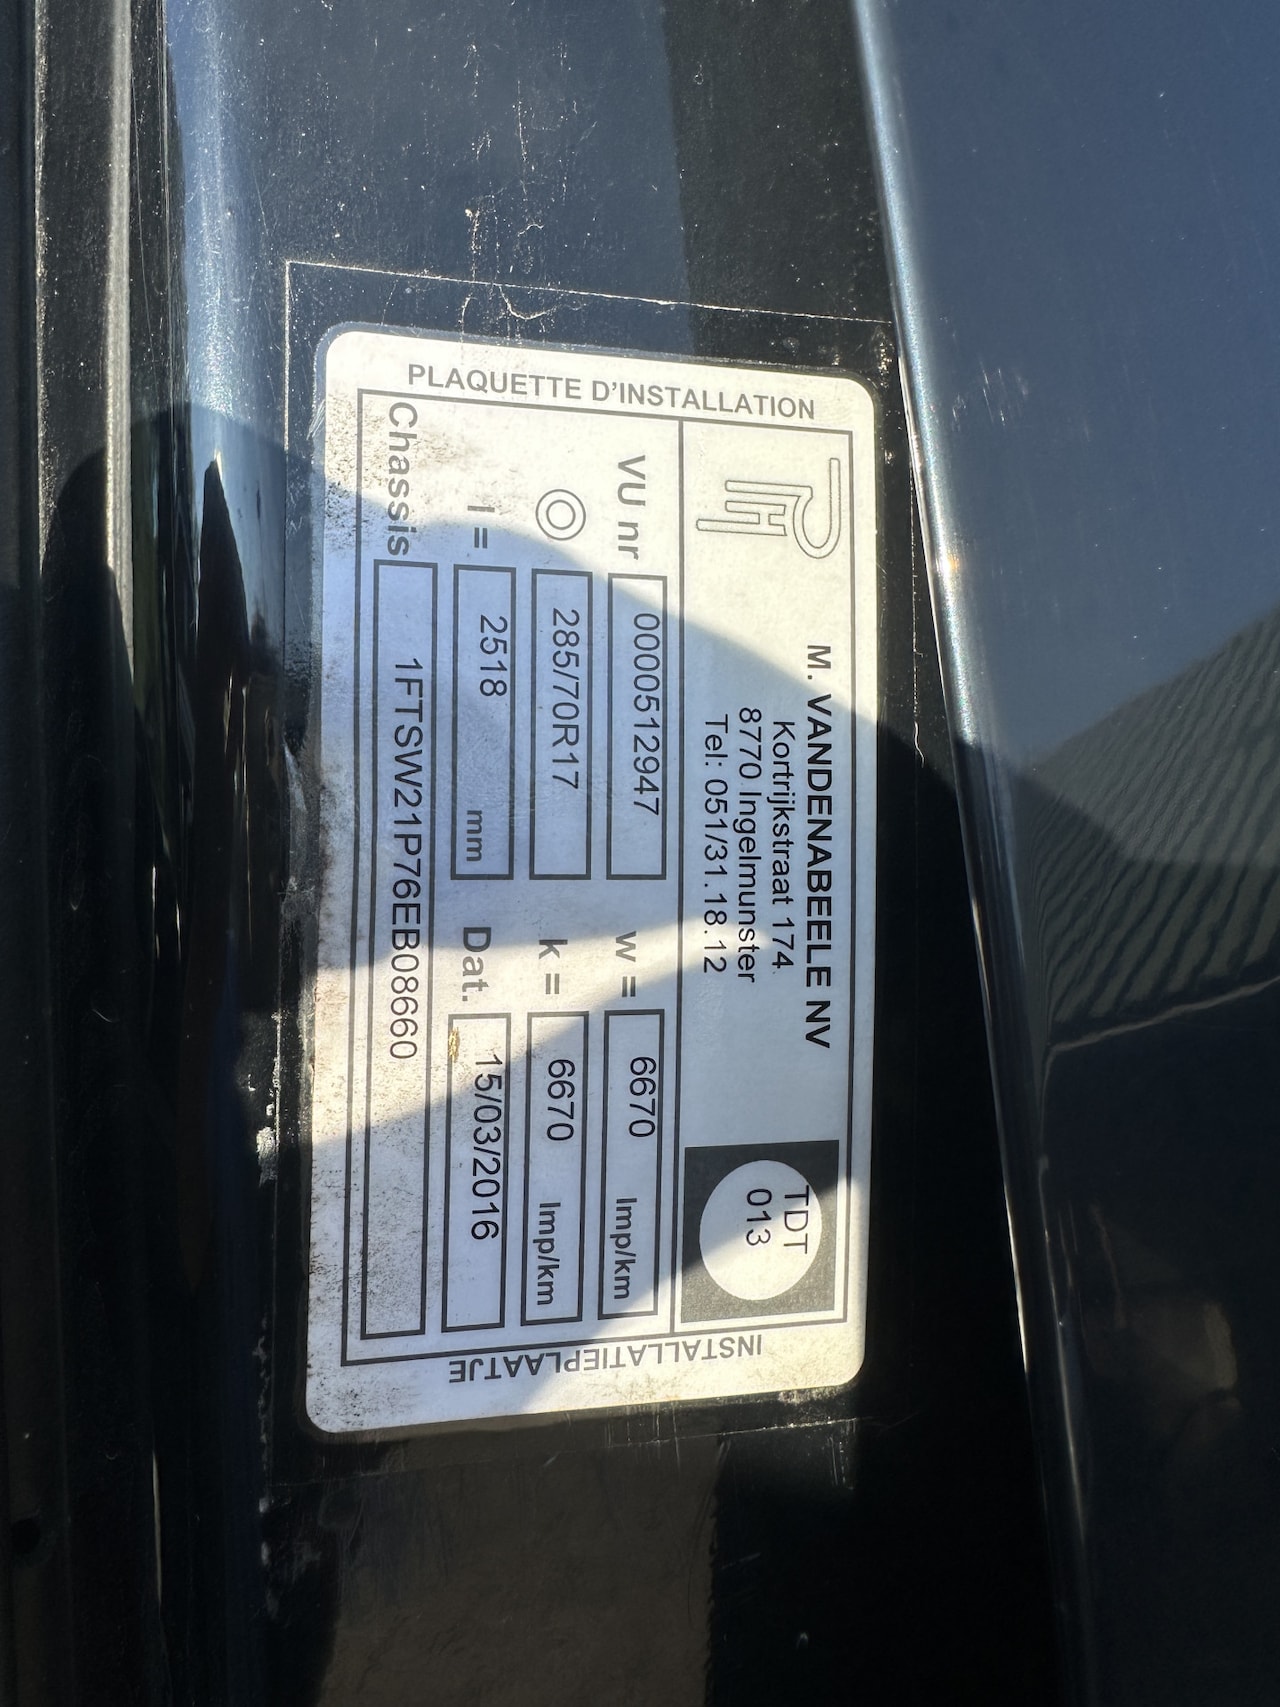 PLAQUETTE D'INSTALLATION
M. VANDENABEELE NV
Kortrijkstraat 174
8770 Ingelmunster
Tel: 051/31.18.12
TDT
013
VU nr 0000512947 w = 6670 Imp/km
285/70R17 k = 6670 Imp/km
l = 2518 mm Dat. 15/03/2016
Chassis 1FTSW21P76EB08660
INSTALLATIEPLAATJE